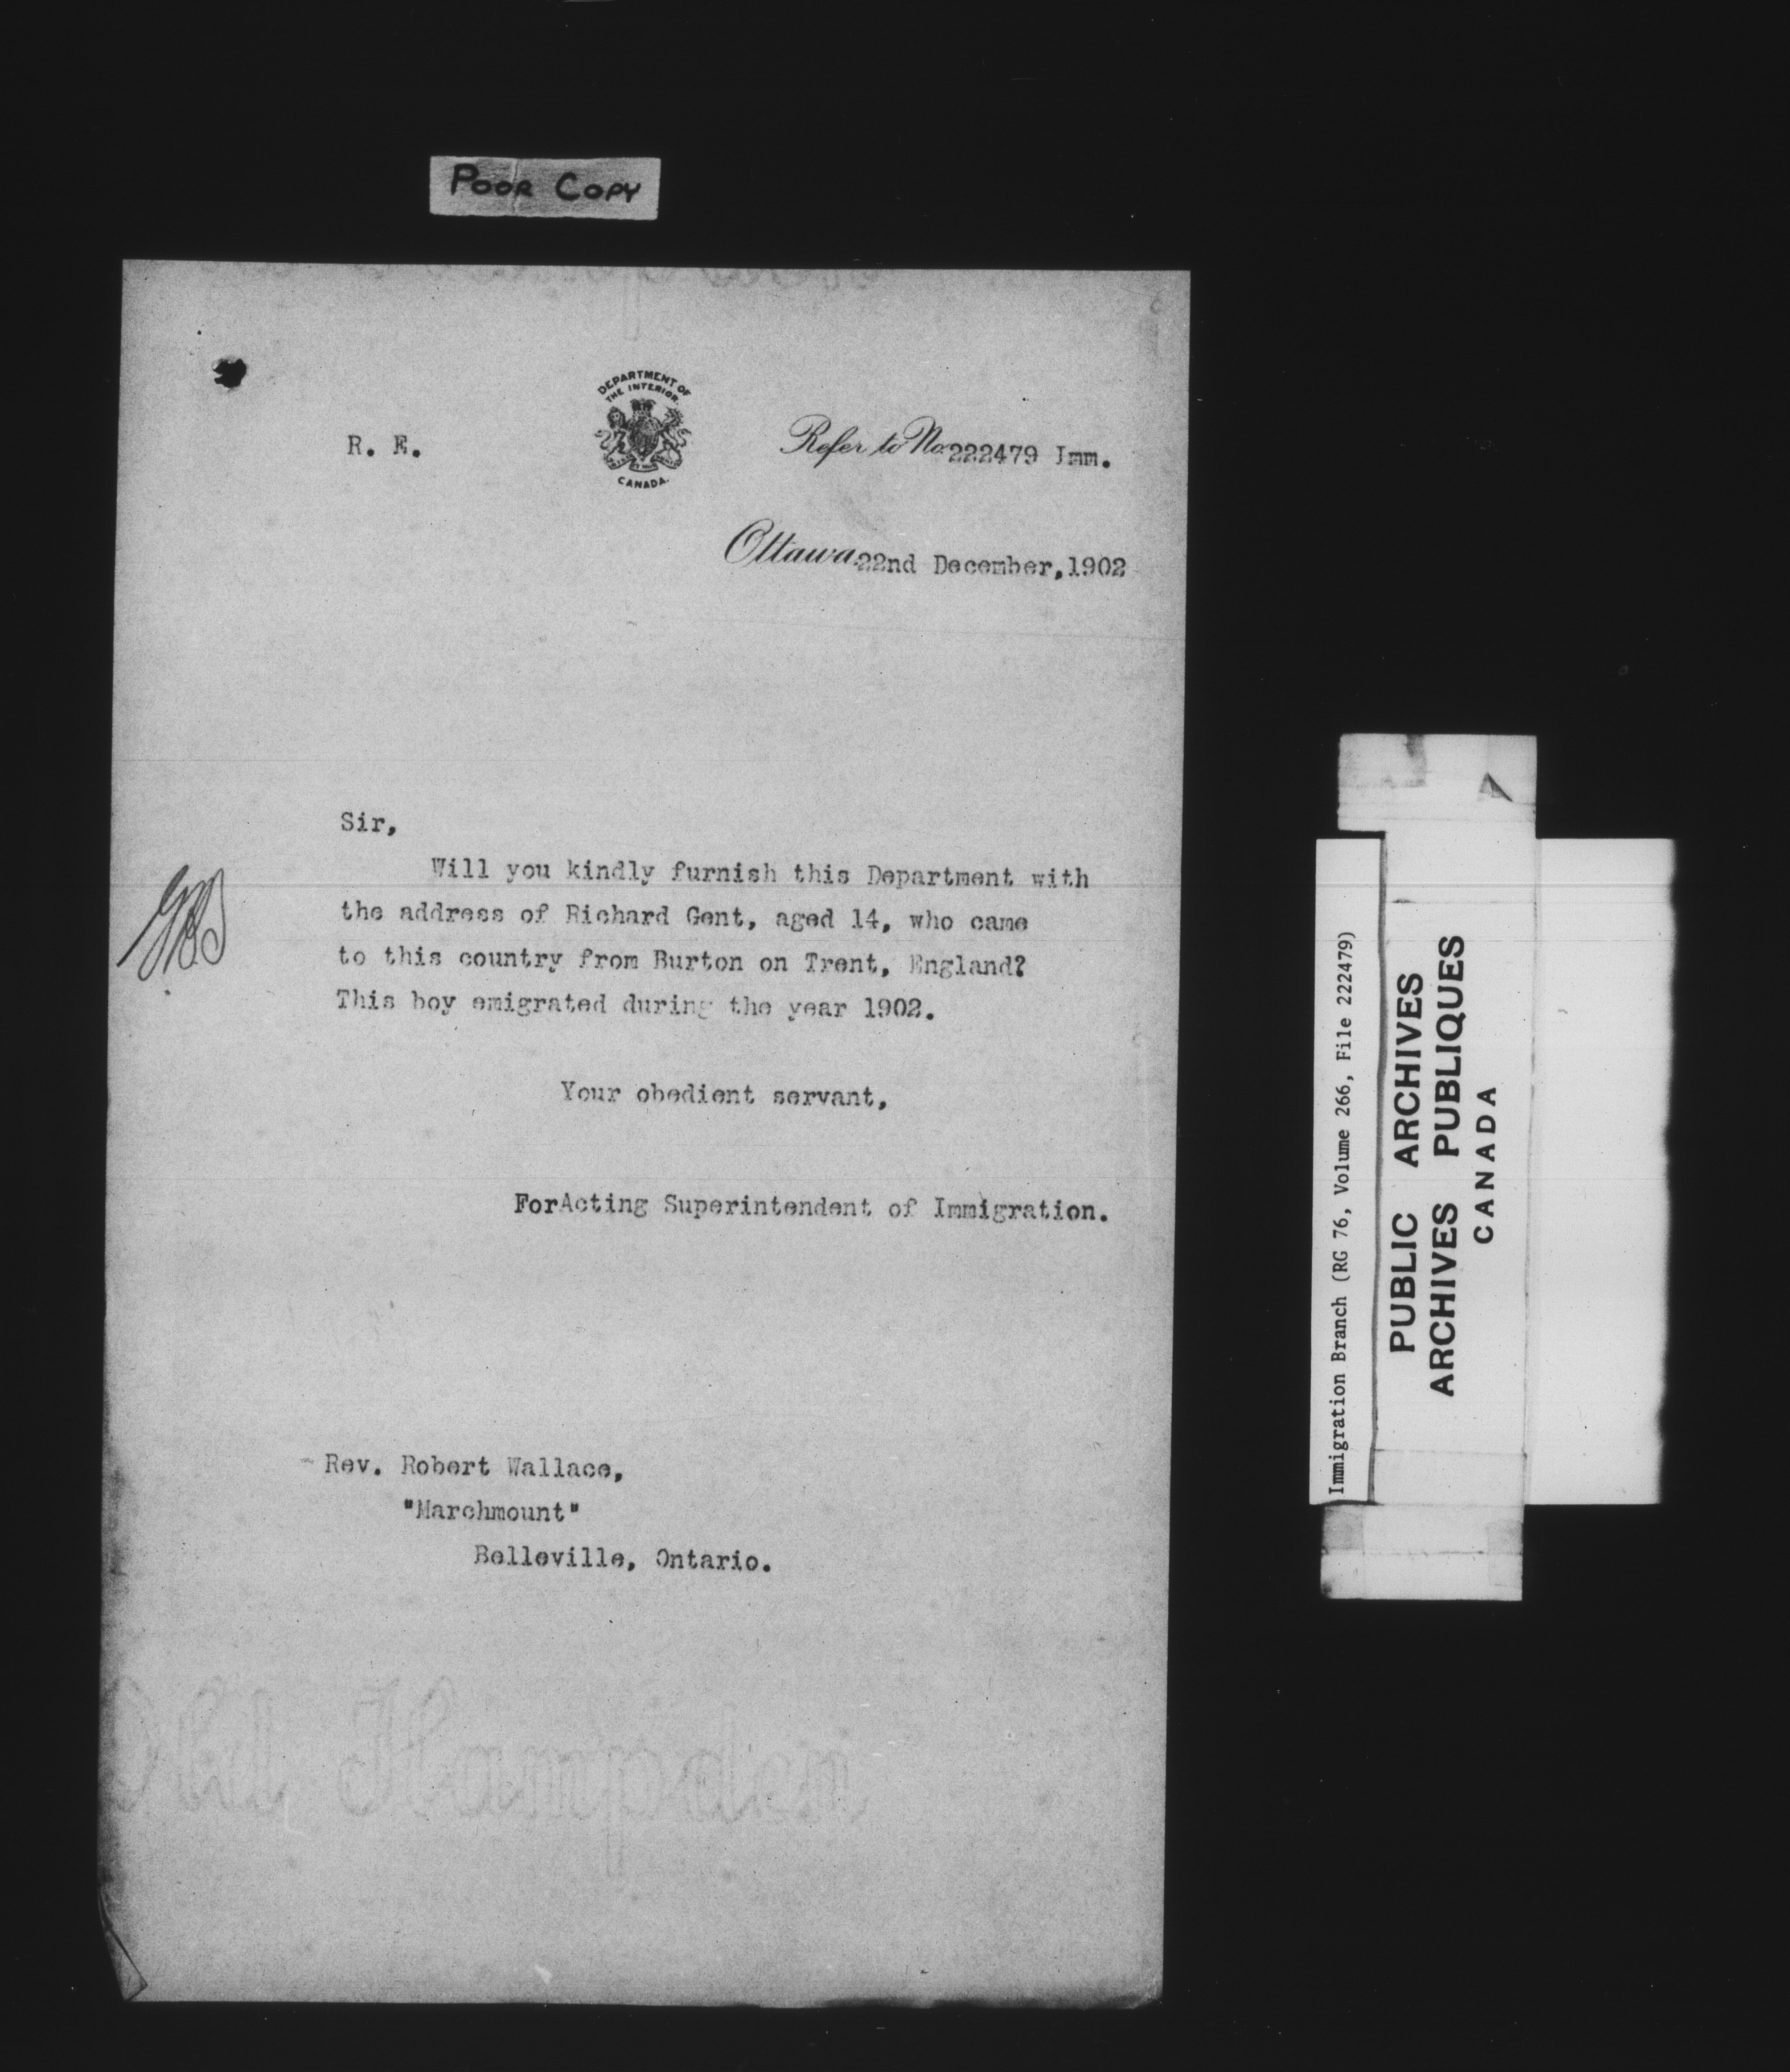 POOR COPY
DEPARTMENT OF
THE INTERIOR.
CANADA.
R. E.
Refer to No. 222479 Imm.
Ottawa 22nd December, 1902
Sir,
Will you kindly furnish this Department with
the address of Richard Gent, aged 14, who came
to this country from Burton on Trent, England?
This boy emigrated during the year 1902.
Your obedient servant,
For Acting Superintendent of Immigration.
Rev. Robert Wallace,
"Marchmount"
Belleville, Ontario.
Old Hampden
Immigration Branch (RG 76, Volume 266, File 222479)
PUBLIC ARCHIVES
ARCHIVES PUBLIQUES
CANADA